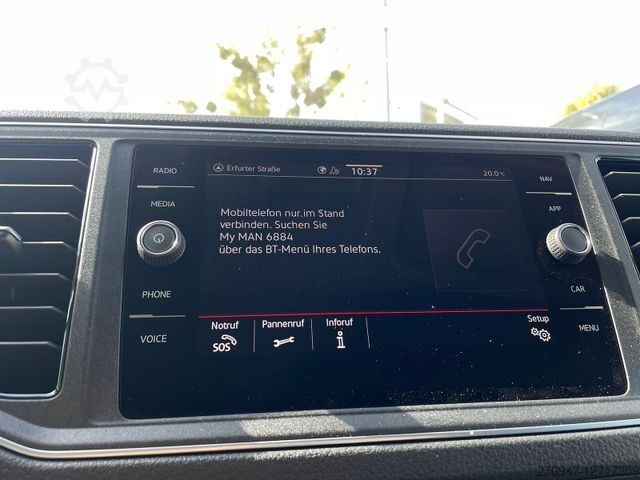 RADIO
MEDIA
PHONE
VOICE
Erfurter Straße
10:37
20.0°C
Mobiltelefon nur im Stand
verbinden. Suchen Sie
My MAN 6884
über das BT-Menü Ihres Telefons.
Notruf
SOS
Pannenruf
Inforuf
Setup
NAV
APP
CAR
MENU